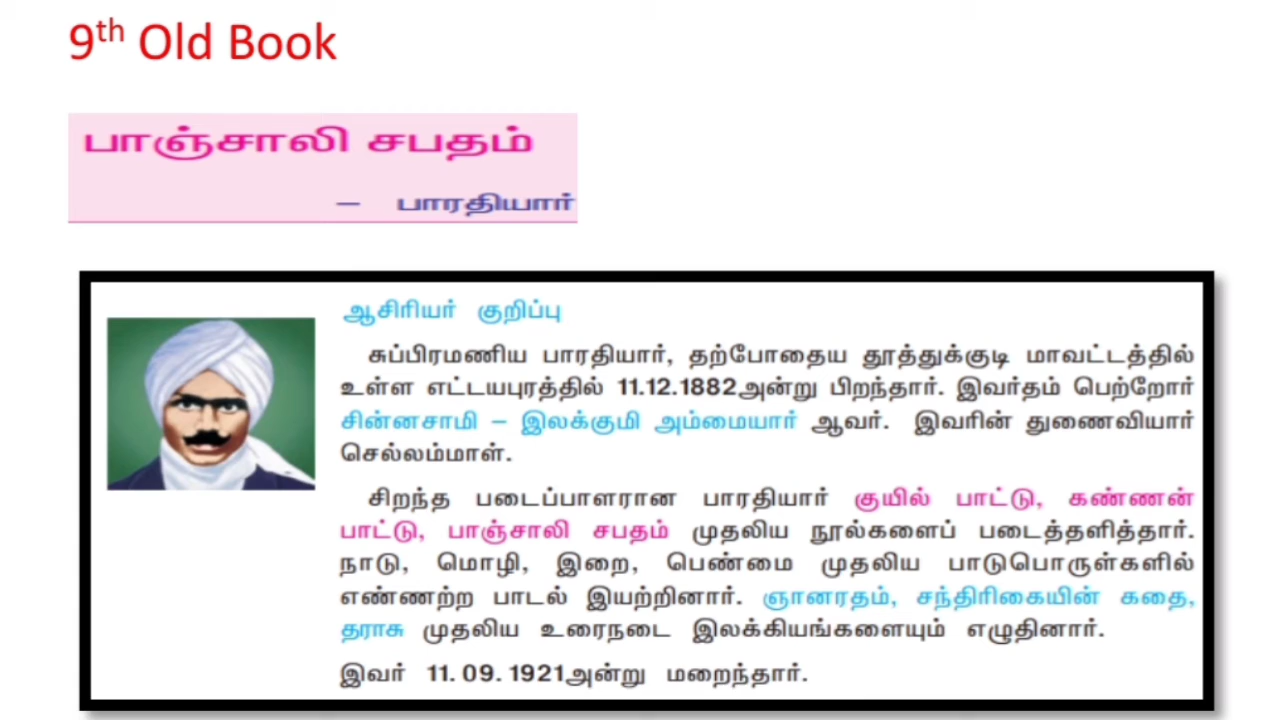 9th Old Book
பாஞ்சாலி சபதம்
– பாரதியார்
ஆசிரியர் குறிப்பு
சுப்பிரமணிய பாரதியார், தற்போதைய தூத்துக்குடி மாவட்டத்தில்
உள்ள எட்டயபுரத்தில் 11.12.1882அன்று பிறந்தார். இவர்தம் பெற்றோர்
சின்னசாமி – இலக்குமி அம்மையார் ஆவர். இவரின் துணைவியார்
செல்லம்மாள்.
சிறந்த படைப்பாளரான பாரதியார் குயில் பாட்டு, கண்ணன்
பாட்டு, பாஞ்சாலி சபதம் முதலிய நூல்களைப் படைத்தளித்தார்.
நாடு, மொழி, இறை, பெண்மை முதலிய பாடுபொருள்களில்
எண்ணற்ற பாடல் இயற்றினார். ஞானரதம், சந்திரிகையின் கதை,
தராசு முதலிய உரைநடை இலக்கியங்களையும் எழுதினார்.
இவர் 11. 09. 1921அன்று மறைந்தார்.